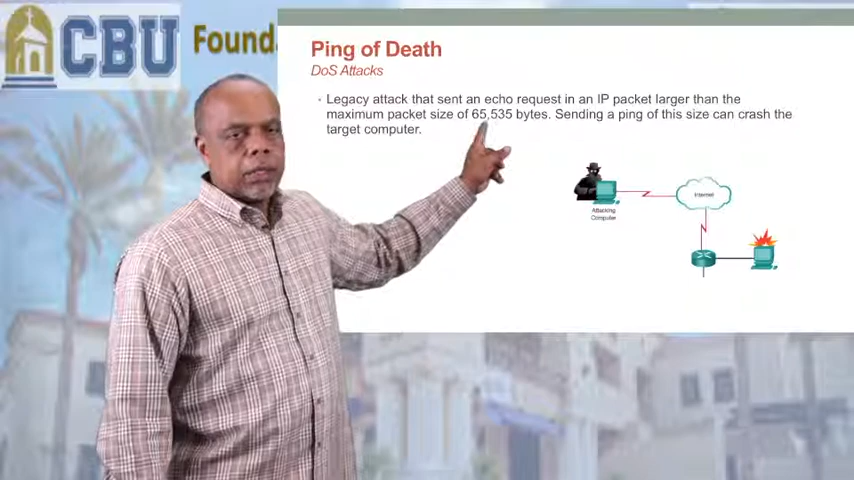 CBU
Founda
Ping of Death
DoS Attacks
• Legacy attack that sent an echo request in an IP packet larger than the
maximum packet size of 65,535 bytes. Sending a ping of this size can crash the
target computer.
Internet
Attacking
Computer